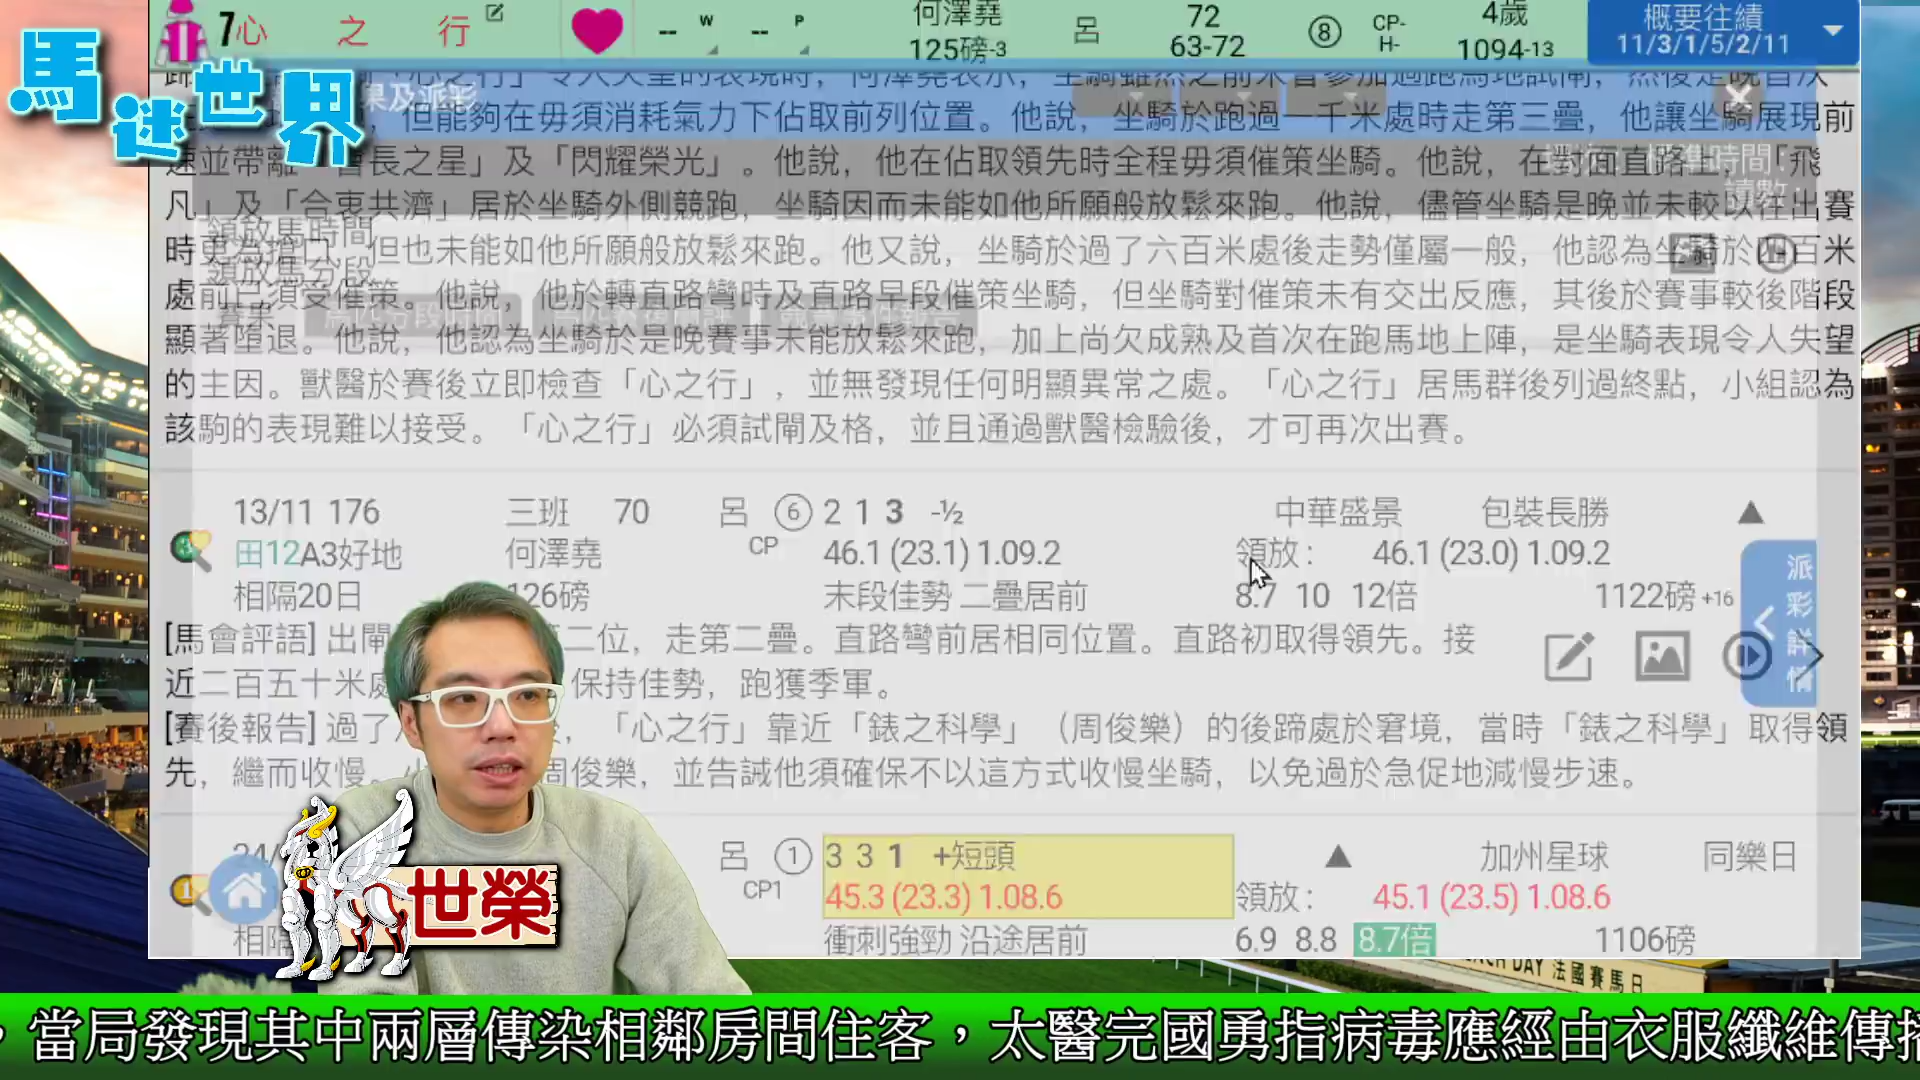 7心 之 行
-- W -- P
何澤堯
125磅-3
呂
72
63-72
8
CP-
H-
4歲
1094-13
概要往績
11/3/1/5/2/11
馬迷世界
果及派彩
但能夠在毋須消耗氣力下佔取前列位置。他說，坐騎於跑過一千米處時走第三疊，他讓坐騎展現前
速並帶離「會長之星」及「閃耀榮光」。他說，他在佔取領先時全程毋須催策坐騎。他說，在對面直路上，「飛
凡」及「合衷共濟」居於坐騎外側競跑，坐騎因而未能如他所願般放鬆來跑。他說，儘管坐騎是晚並未較以往出賽
領放馬時間
時更為搶口，但也未能如他所願般放鬆來跑。他又說，坐騎於過了六百米處後走勢僅屬一般，他認為坐騎於四百米
領放馬分段
處前已須受催策。他說，他於轉直路彎時及直路早段催策坐騎，但坐騎對催策未有交出反應，其後於賽事較後階段
顯著墮退。他說，他認為坐騎於是晚賽事未能放鬆來跑，加上尚欠成熟及首次在跑馬地上陣，是坐騎表現令人失望
的主因。獸醫於賽後立即檢查「心之行」，並無發現任何明顯異常之處。「心之行」居馬群後列過終點，小組認為
該駒的表現難以接受。「心之行」必須試閘及格，並且通過獸醫檢驗後，才可再次出賽。
13/11 176 三班 70 呂 6 2 1 3 -½ 中華盛景 包裝長勝
田12A3好地 何澤堯 CP 46.1 (23.1) 1.09.2 領放： 46.1 (23.0) 1.09.2
相隔20日 126磅 末段佳勢 二疊居前 8.7 10 12倍 1122磅+16
派彩詳情
[馬會評語] 出閘 二位，走第二疊。直路彎前居相同位置。直路初取得領先。接
近二百五十米處 保持佳勢，跑獲季軍。
[賽後報告] 過了 「心之行」靠近「錶之科學」（周俊樂）的後蹄處於窘境，當時「錶之科學」取得領
先，繼而收慢。 周俊樂，並告誡他須確保不以這方式收慢坐騎，以免過於急促地減慢步速。
24/ 呂 1 3 3 1 +短頭 加州星球 同樂日
CP1 45.3 (23.3) 1.08.6 領放： 45.1 (23.5) 1.08.6
相隔 衝刺強勁 沿途居前 6.9 8.8 8.7倍 1106磅
世榮
DAY 法國賽馬日
，當局發現其中兩層傳染相鄰房間住客，太醫完國勇指病毒應經由衣服纖維傳播